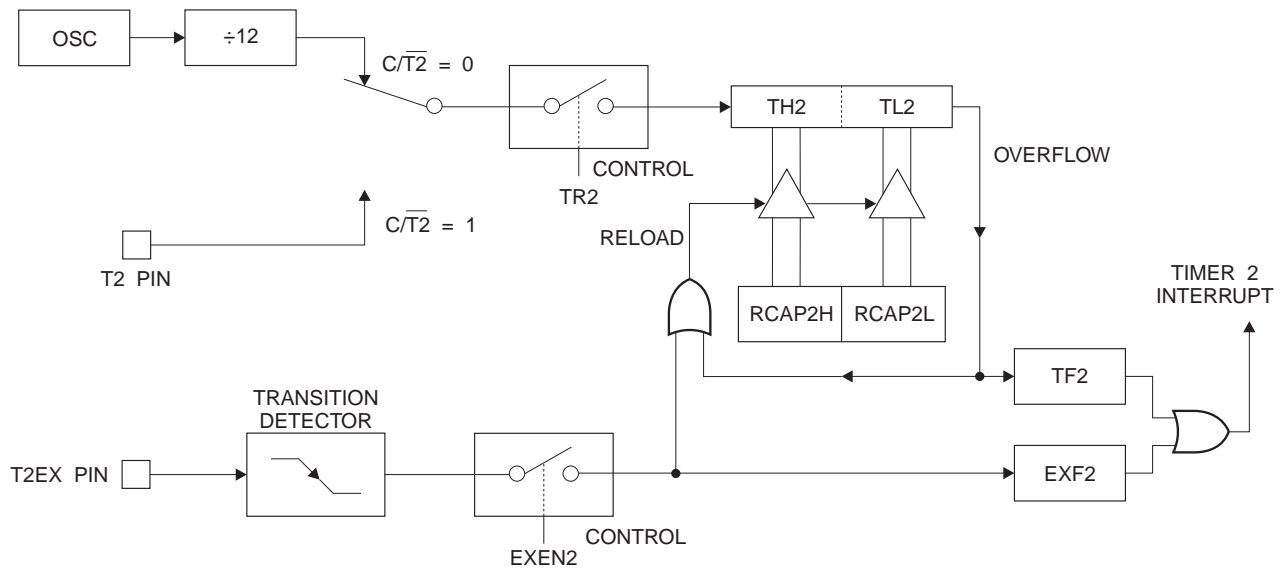 OSC
÷12
C/T2̅ = 0
TH2
TL2
OVERFLOW
CONTROL
TR2
C/T2̅ = 1
T2 PIN
RELOAD
RCAP2H
RCAP2L
TIMER 2
INTERRUPT
TF2
TRANSITION
DETECTOR
T2EX PIN
EXF2
CONTROL
EXEN2